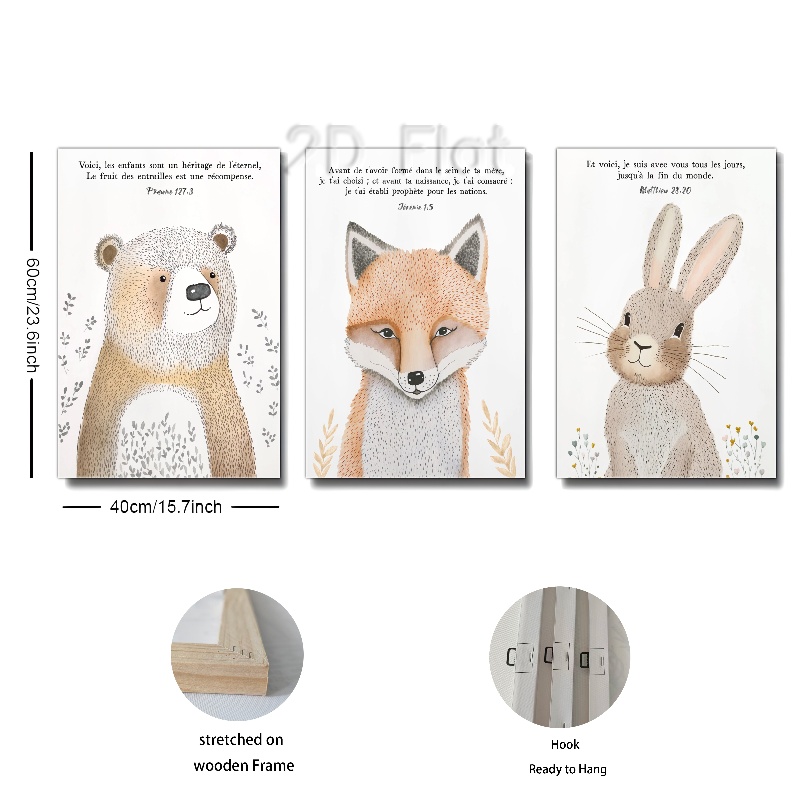 2D Flat
Voici, les enfants sont un héritage de l'éternel,
Le fruit des entrailles est une récompense.
Psaume 127:3
Avant de t'avoir formé dans le sein de ta mère,
je t'ai choizi ; et avant ta naissance, je t'ai consacré :
je t'ai établi prophète pour les nations.
Jérémie 1:5
Et voici, je suis avec vous tous les jours,
jusqu'à la fin du monde.
Matthieu 28:20
60cm/23.6inch
40cm/15.7inch
stretched on
wooden Frame
Hook
Ready to Hang